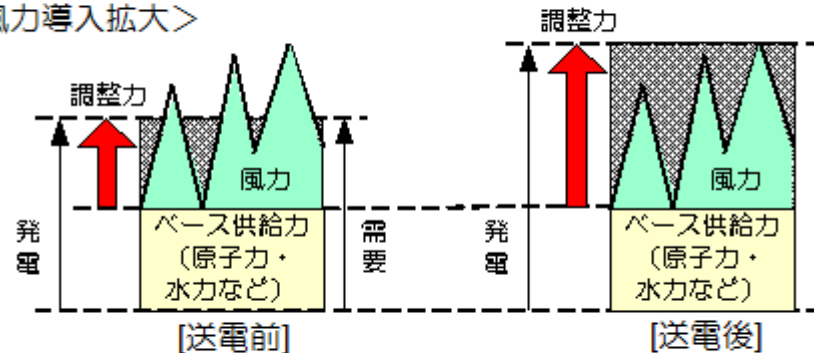 風力導入拡大＞
調整力
風力
ベース供給力
（原子力・
水力など）
発電
需要
[送電前]
調整力
風力
ベース供給力
（原子力・
水力など）
発電
[送電後]